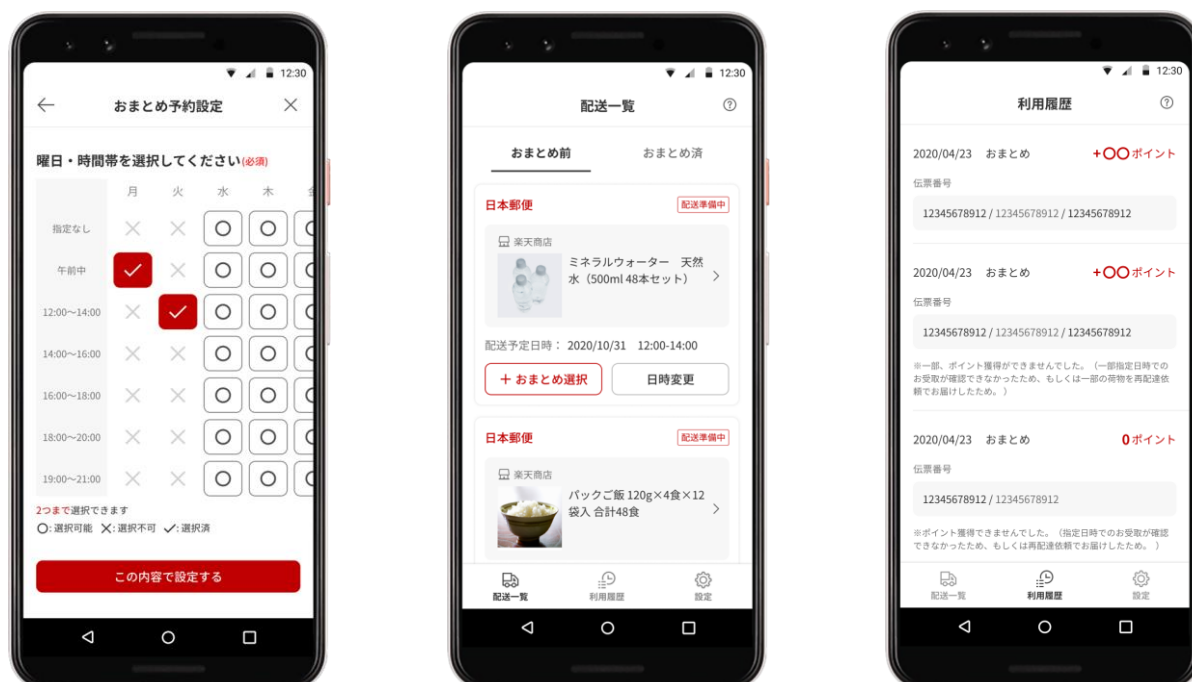 12:30
おまとめ予約設定
曜日・時間帯を選択してください(必須)
月 火 水 木 金
指定なし
午前中
12:00〜14:00
14:00〜16:00
16:00〜18:00
18:00〜20:00
19:00〜21:00
2つまで選択できます
○: 選択可能 ×: 選択不可 ✓: 選択済
この内容で設定する
12:30
配送一覧
おまとめ前 おまとめ済
日本郵便 配送準備中
楽天商店
ミネラルウォーター 天然
水（500ml 48本セット）
配送予定日時： 2020/10/31 12:00-14:00
＋おまとめ選択 日時変更
日本郵便 配送準備中
楽天商店
パックご飯 120g×4食×12
袋入 合計48食
配送一覧 利用履歴 設定
12:30
利用履歴
2020/04/23 おまとめ +〇〇ポイント
伝票番号
12345678912 / 12345678912 / 12345678912
2020/04/23 おまとめ +〇〇ポイント
伝票番号
12345678912 / 12345678912 / 12345678912
※一部、ポイント獲得ができませんでした。（一部指定日時での
お受取が確認できなかったため、もしくは一部の荷物を再配達依
頼でお届けしたため。）
2020/04/23 おまとめ 0ポイント
伝票番号
12345678912 / 12345678912
※ポイント獲得できませんでした。（指定日時でのお受取が確認
できなかったため、もしくは再配達依頼でお届けしたため。）
配送一覧 利用履歴 設定